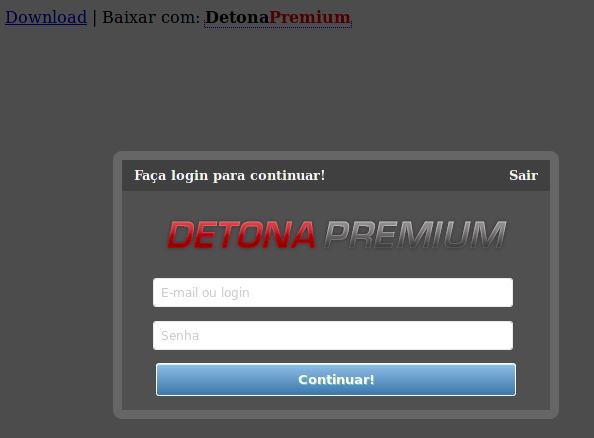 Download | Baixar com: DetonaPremium
Faça login para continuar! Sair
DETONA PREMIUM
E-mail ou login
Senha
Continuar!